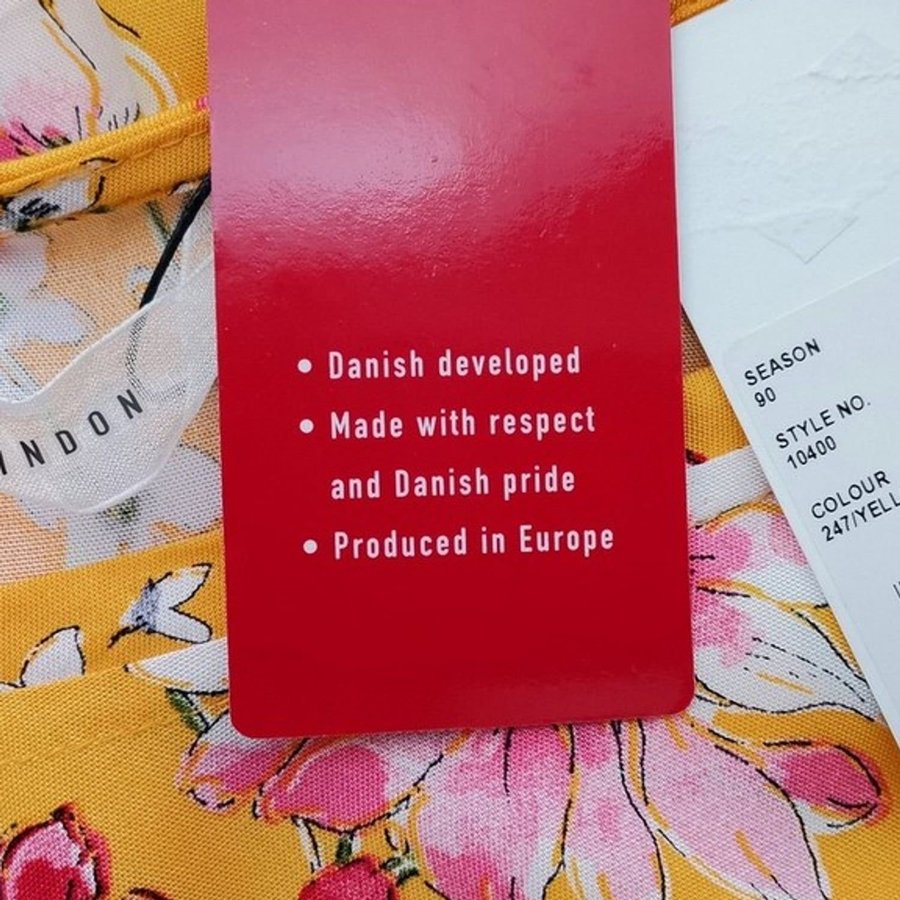 • Danish developed
• Made with respect
and Danish pride
• Produced in Europe
SEASON
90
STYLE NO.
10400
COLOUR
247/YELL
NDON